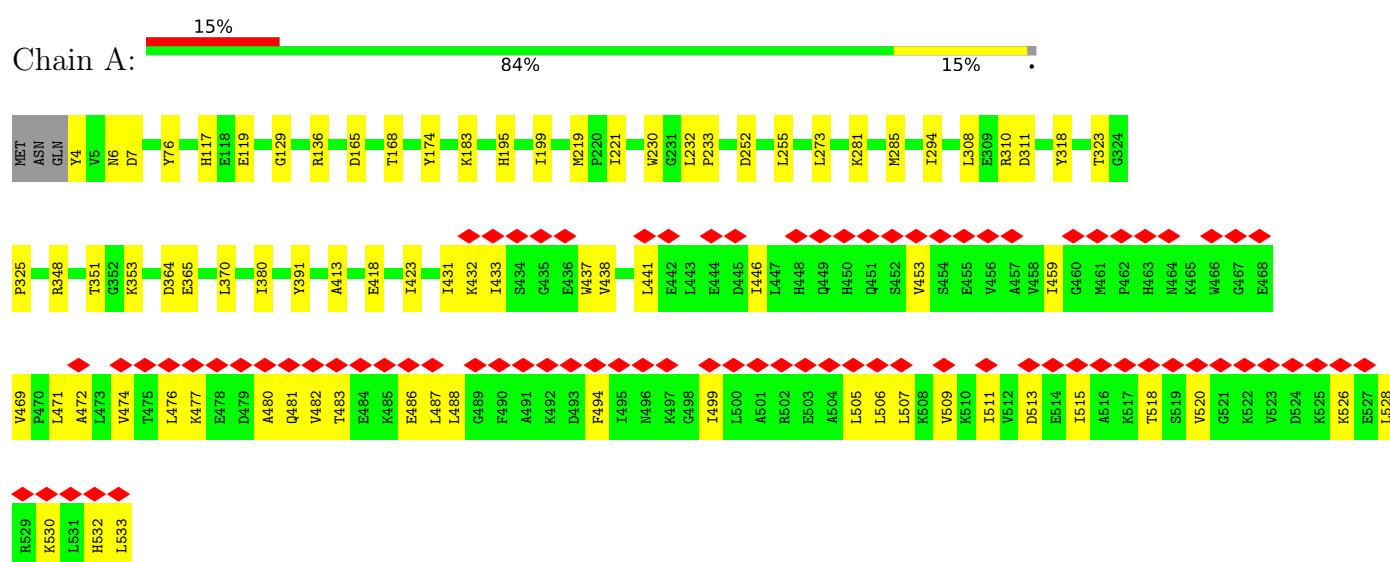 15%
Chain A:
84% 15% •
MET ASN GLN Y4 V5 N6 D7 Y76 H117 E118 E119 G129 R136 D165 T168 Y174 K183 H195 I199 M219 P220 I221 W230 G231 L232 P233 D252 L255 L273 K281 M285 I294 L308 E309 R310 D311 Y318 T323 G324
P325 R348 T351 G352 K353 D364 E365 L370 I380 Y391 A413 E418 I423 I431 K432 I433 S434 G435 E436 W437 V438 L441 E442 L443 E444 D445 I446 L447 H448 Q449 H450 Q451 S452 V453 S454 E455 V456 A457 V458 I459 G460 M461 P462 H463 N464 K465 W466 G467 E468
V469 P470 L471 A472 L473 V474 T475 L476 K477 E478 D479 A480 Q481 V482 T483 E484 K485 E486 L487 L488 G489 F490 A491 K492 D493 F494 I495 N496 K497 G498 I499 L500 A501 R502 E503 A504 L505 L506 L507 K508 V509 K510 I511 V512 D513 E514 I515 A516 K517 T518 S519 V520 G521 K522 V523 D524 K525 K526 E527 L528
R529 K530 L531 H532 L533